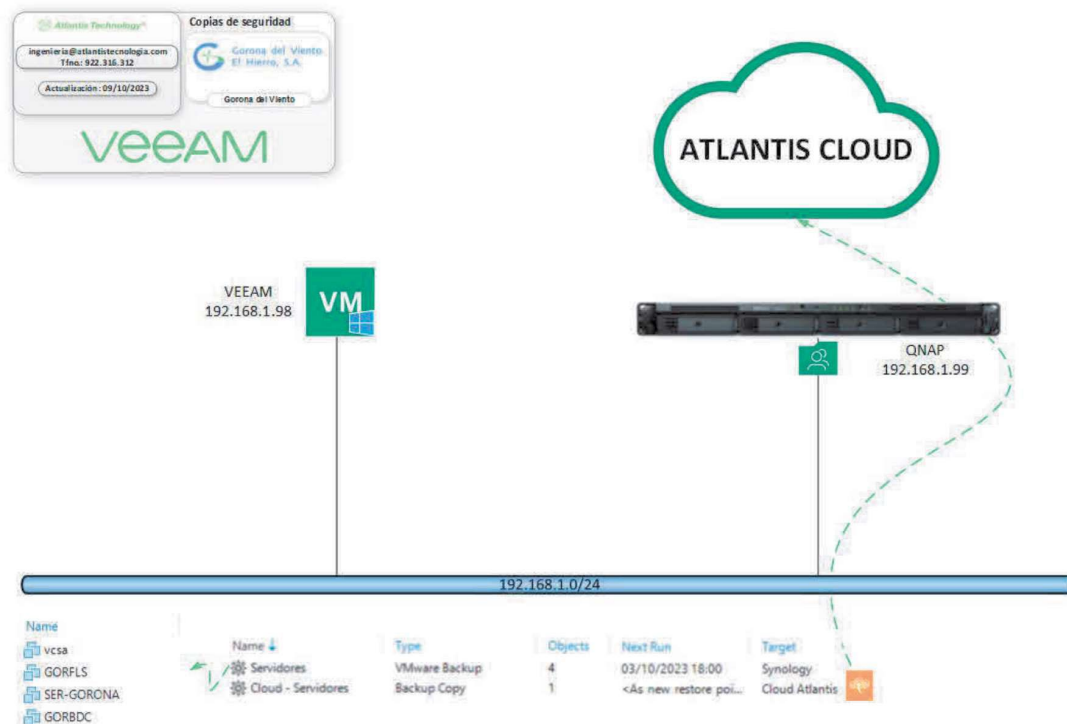 Atlantis Technology
ingenieria@atlantistecnologia.com
Tfno.: 922.316.312
Actualización: 09/10/2023
Copias de seguridad
Gorona del Viento
El Hierro, S.A.
Gorona del Viento
VEEAM
ATLANTIS CLOUD
VEEAM
192.168.1.98
VM
QNAP
192.168.1.99
192.168.1.0/24
Name
vcsa
GORFLS
SER-GORONA
GORBDC
Name Type Objects Next Run Target
Servidores VMware Backup 4 03/10/2023 18:00 Synology
Cloud - Servidores Backup Copy 1 <As new restore poi... Cloud Atlantis